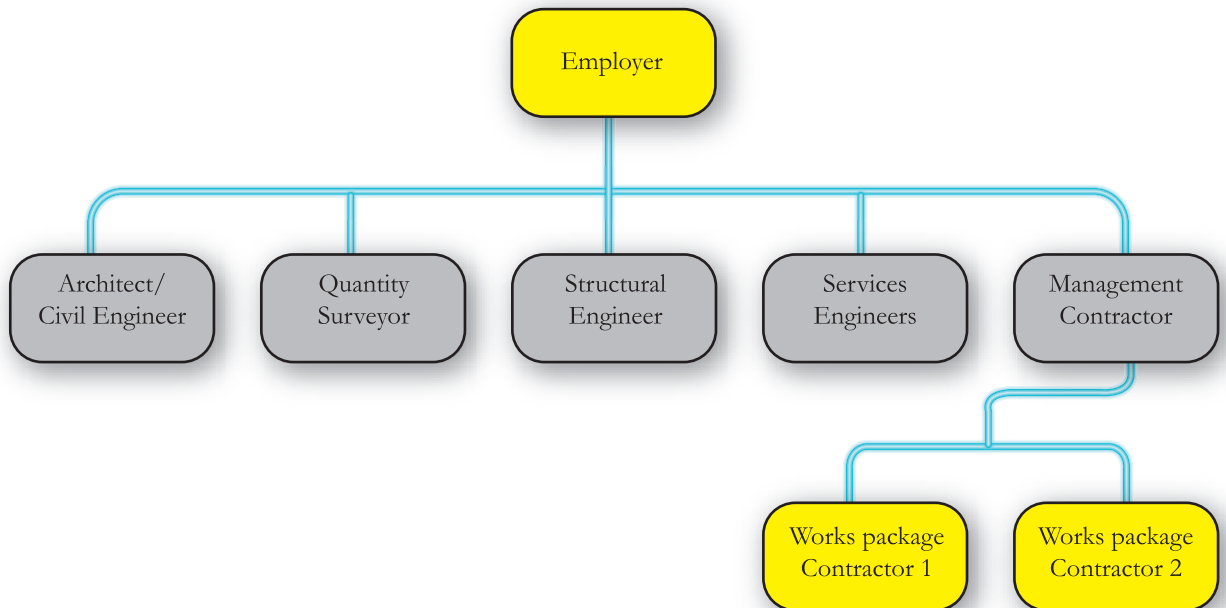 Employer
Architect/
Civil Engineer
Quantity
Surveyor
Structural
Engineer
Services
Engineers
Management
Contractor
Works package
Contractor 1
Works package
Contractor 2